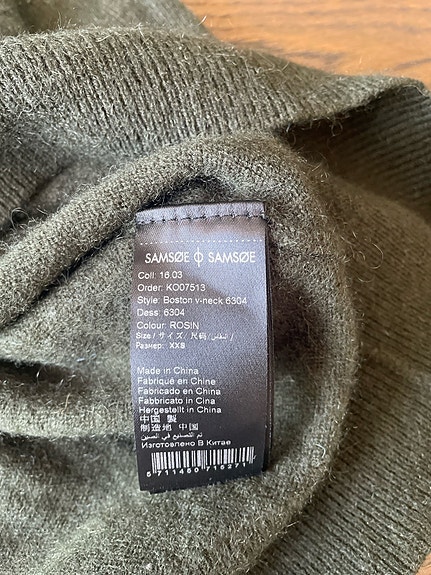 SAMSØE ϕ SAMSØE
Coll: 16.03
Order: KO07513
Style: Boston v-neck 6304
Dess: 6304
Colour: ROSIN
Size / サイズ/ 尺码 /المقاس /
Размер: XXS
Made in China
Fabriqué en Chine
Fabricado en China
Fabbricato in Cina
Hergestellt in China
中国 製
制造地 中国
تم التصنيع في الصين
Изготовлено В Китае
5711450715271